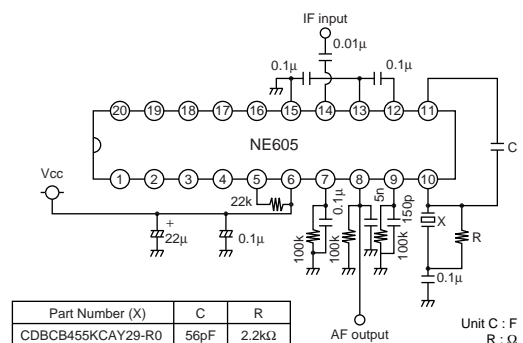 IF input
0.01µ
0.1µ
0.1µ
20 19 18 17 16 15 14 13 12 11
NE605
1 2 3 4 5 6 7 8 9 10
C
Vcc
22k
+
22µ
0.1µ
100k
0.1µ
100k
5n
100k
150p
X
R
0.1µ
AF output
Part Number (X) C R
CDBCB455KCAY29-R0 56pF 2.2kΩ
Unit C : F
R : Ω